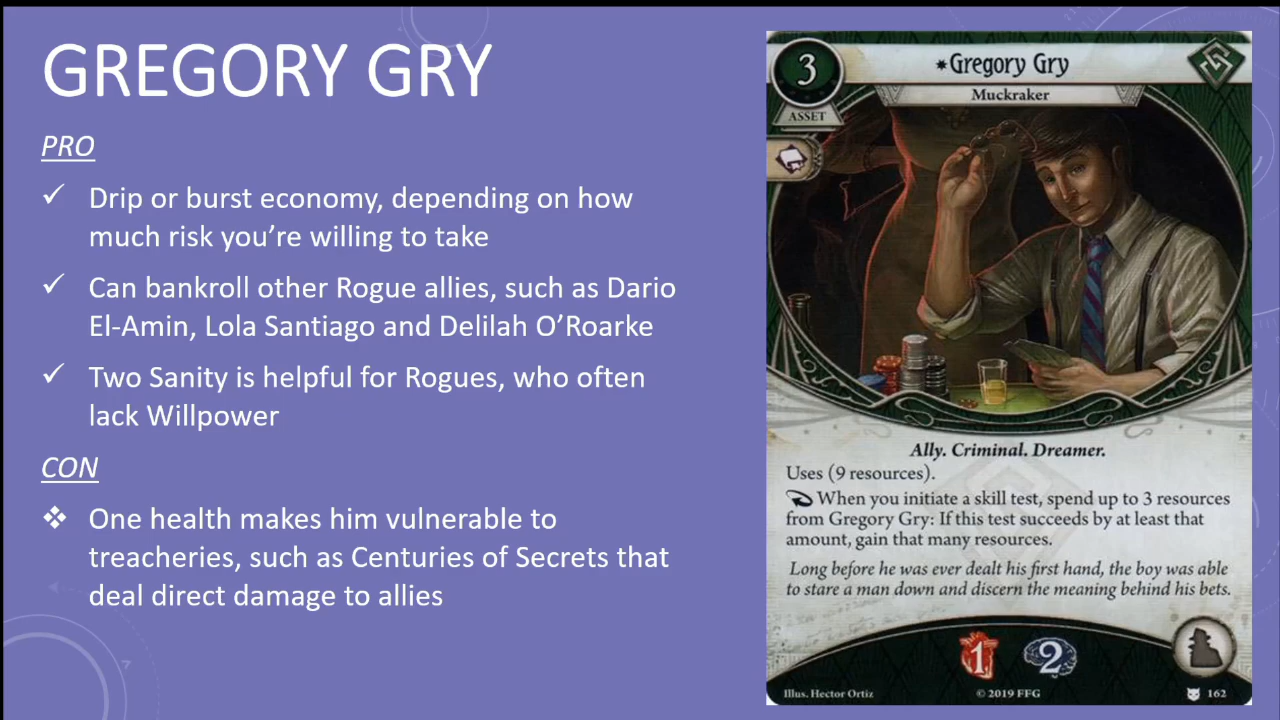 GREGORY GRY
PRO
Drip or burst economy, depending on how
much risk you're willing to take
Can bankroll other Rogue allies, such as Dario
El-Amin, Lola Santiago and Delilah O'Roarke
Two Sanity is helpful for Rogues, who often
lack Willpower
CON
One health makes him vulnerable to
treacheries, such as Centuries of Secrets that
deal direct damage to allies
3
Gregory Gry
Muckraker
ASSET
Ally. Criminal. Dreamer.
Uses (9 resources).
When you initiate a skill test, spend up to 3 resources
from Gregory Gry: If this test succeeds by at least that
amount, gain that many resources.
Long before he was ever dealt his first hand, the boy was able
to stare a man down and discern the meaning behind his bets.
1 2
Illus. Hector Ortiz © 2019 FFG 162